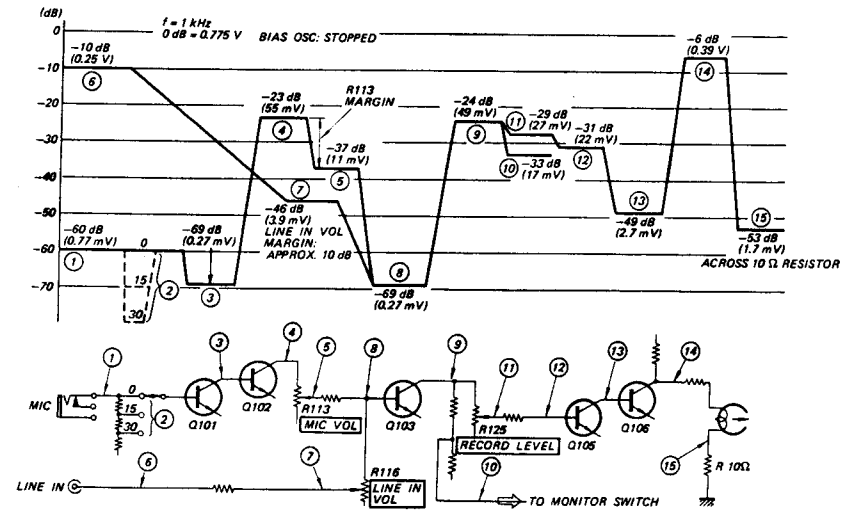 (dB)
f = 1 kHz
0 dB = 0.775 V BIAS OSC: STOPPED
0
-10
-20
-30
-40
-50
-60
-70
-10 dB
(0.25 V)
6
-23 dB
(55 mV)
4
R113
MARGIN
-37 dB
(11 mV)
5
7
-46 dB
(3.9 mV)
LINE IN VOL
MARGIN:
APPROX. 10 dB
-60 dB
(0.77 mV)
1
0
15
30
2
-69 dB
(0.27 mV)
3
8
-69 dB
(0.27 mV)
-24 dB
(49 mV)
9
11
-29 dB
(27 mV)
10
-33 dB
(17 mV)
-31 dB
(22 mV)
12
13
-49 dB
(2.7 mV)
-6 dB
(0.39 V)
14
15
-53 dB
(1.7 mV)
ACROSS 10 Ω RESISTOR
1
MIC
0
15
30
2
Q101
3
Q102
4
R113
MIC VOL
5
8
Q103
9
R125
RECORD LEVEL
11
12
Q105
13
Q106
14
15
R 10Ω
LINE IN
6
7
R116
LINE IN
VOL
10
TO MONITOR SWITCH